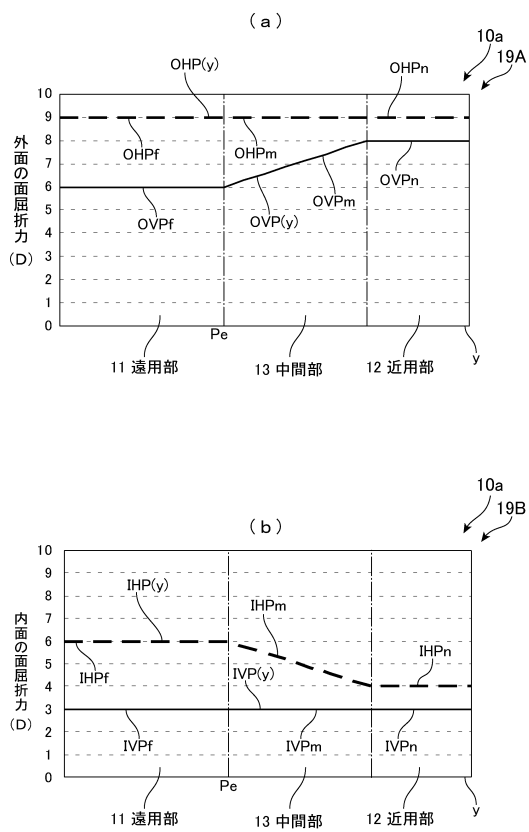 (a)
10a
19A
OHP(y)
OHPn
10
9
8
7
6
5
4
3
2
1
0
外面の面屈折力
(D)
OHPf
OHPm
OVPf
OVP(y)
OVPm
OVPn
Pe
y
11 遠用部
13 中間部
12 近用部
(b)
10a
19B
10
9
8
7
6
5
4
3
2
1
0
内面の面屈折力
(D)
IHP(y)
IHPm
IHPf
IVP(y)
IHPn
IVPf
IVPm
IVPn
Pe
y
11 遠用部
13 中間部
12 近用部